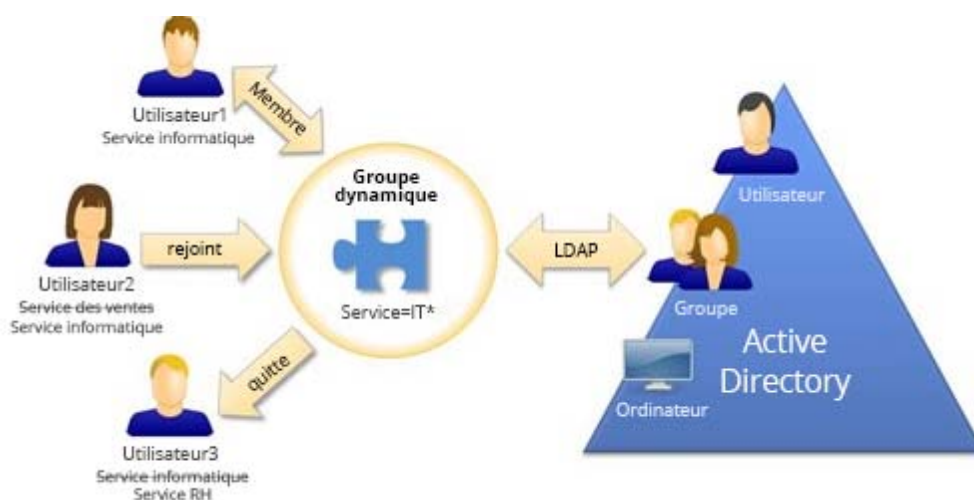 Utilisateur1
Service informatique
Membre
Utilisateur2
Service des ventes
Service informatique
rejoint
Utilisateur3
Service informatique
Service RH
quitte
Groupe
dynamique
Service=IT*
LDAP
Utilisateur
Groupe
Ordinateur
Active
Directory